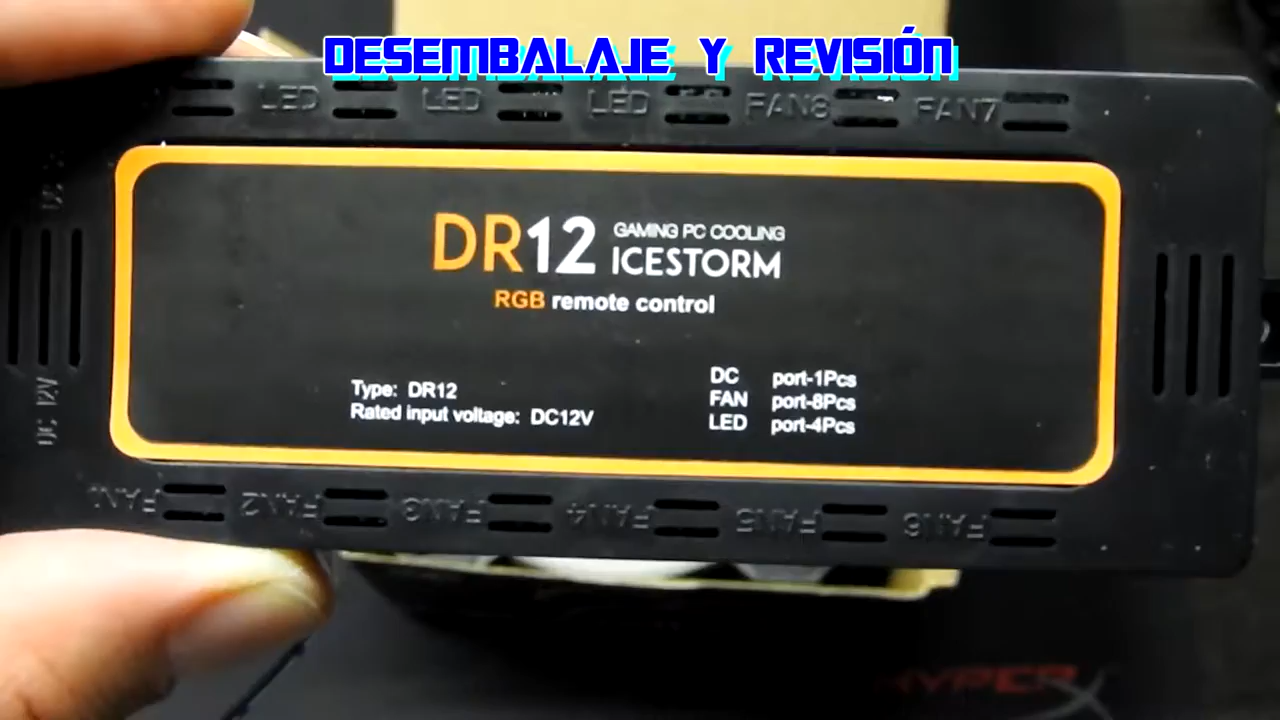 DESEMBALAJE Y REVISIÓN
LED LED LED FAN8 FAN7
DR12 GAMING PC COOLING
ICESTORM
RGB remote control
Type: DR12
Rated input voltage: DC12V
DC port-1Pcs
FAN port-8Pcs
LED port-4Pcs
DC 12V
FAN1 FAN2 FAN3 FAN4 FAN5 FAN6
HYPERX